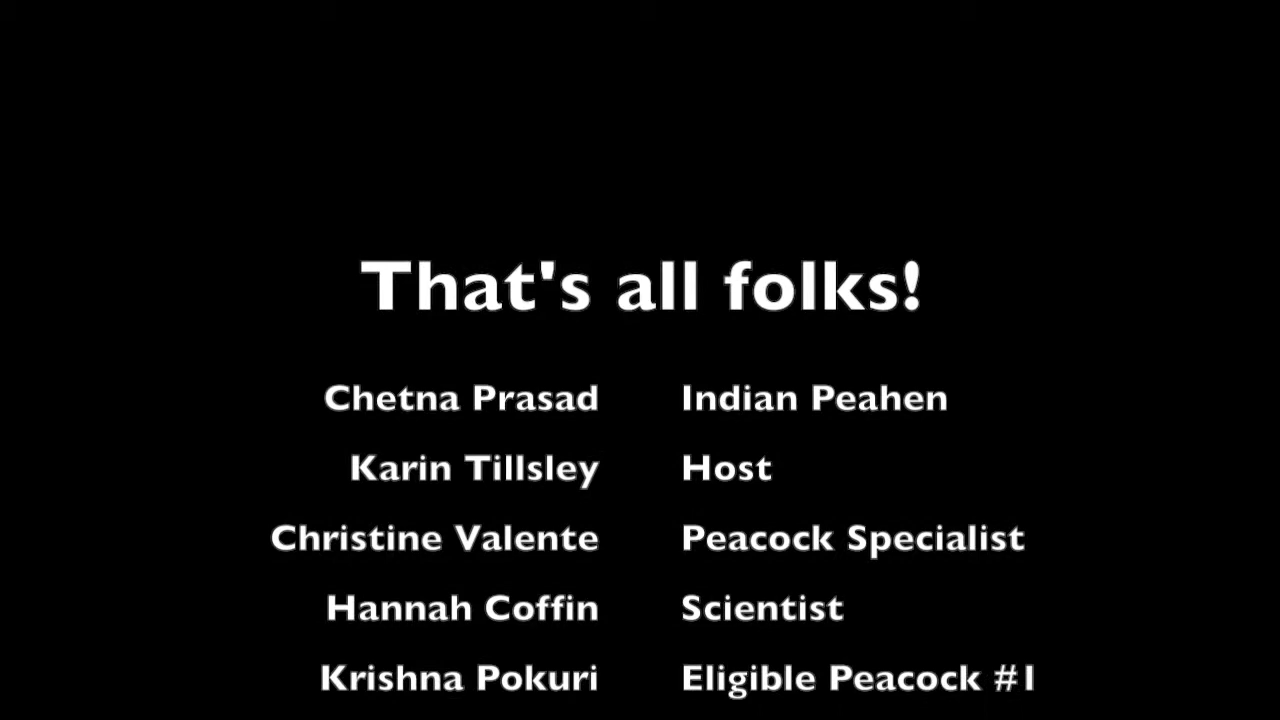 That's all folks!
Chetna Prasad Indian Peahen
Karin Tillsley Host
Christine Valente Peacock Specialist
Hannah Coffin Scientist
Krishna Pokuri Eligible Peacock #1